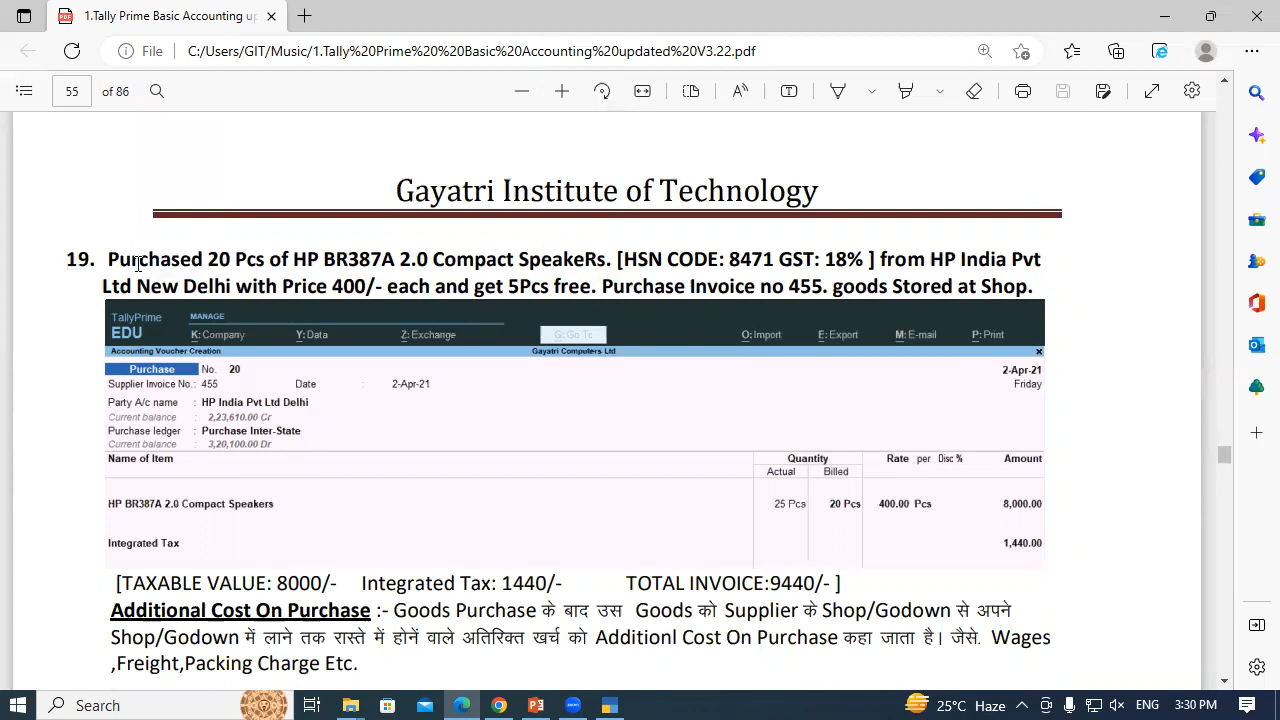 1.Tally Prime Basic Accounting up
File
C:/Users/GIT/Music/1.Tally%20Prime%20%20Basic%20Accounting%20updated%20V3.22.pdf
55 of 86
Gayatri Institute of Technology
19. Purchased 20 Pcs of HP BR387A 2.0 Compact SpeakeRs. [HSN CODE: 8471 GST: 18% ] from HP India Pvt
Ltd New Delhi with Price 400/- each and get 5Pcs free. Purchase Invoice no 455. goods Stored at Shop.
TallyPrime MANAGE
EDU K: Company Y: Data Z: Exchange G: Go To O: Import E: Export M: E-mail P: Print
Accounting Voucher Creation Gayatri Computers Ltd
Purchase No. 20 2-Apr-21
Supplier Invoice No.: 455 Date : 2-Apr-21 Friday
Party A/c name : HP India Pvt Ltd Delhi
Current balance : 2,23,610.00 Cr
Purchase ledger : Purchase Inter-State
Current balance : 3,20,100.00 Dr
Name of Item Quantity Rate per Disc % Amount
Actual Billed
HP BR387A 2.0 Compact Speakers 25 Pcs 20 Pcs 400.00 Pcs 8,000.00
Integrated Tax 1,440.00
[TAXABLE VALUE: 8000/- Integrated Tax: 1440/- TOTAL INVOICE:9440/- ]
Additional Cost On Purchase :- Goods Purchase के बाद उस Goods को Supplier के Shop/Godown से अपने
Shop/Godown में लाने तक रास्ते में होनें वाले अतिरिक्त खर्च को Additionl Cost On Purchase कहा जाता है। जैसे. Wages
,Freight,Packing Charge Etc.
Search
25°C Haze ENG 3:30 PM